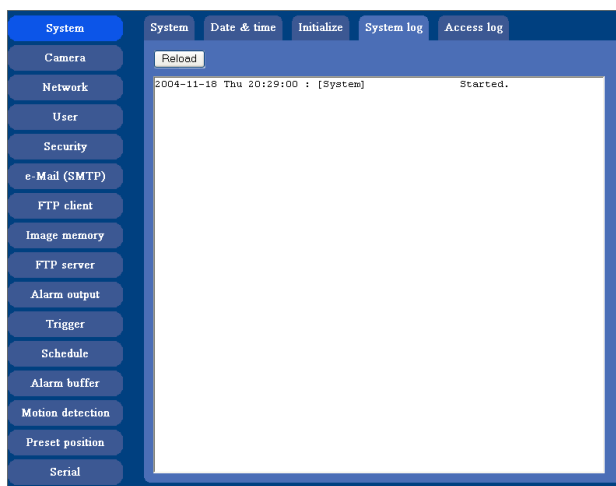 System
Camera
Network
User
Security
e-Mail (SMTP)
FTP client
Image memory
FTP server
Alarm output
Trigger
Schedule
Alarm buffer
Motion detection
Preset position
Serial
System Date & time Initialize System log Access log
Reload
2004-11-18 Thu 20:29:00 : [System] Started.